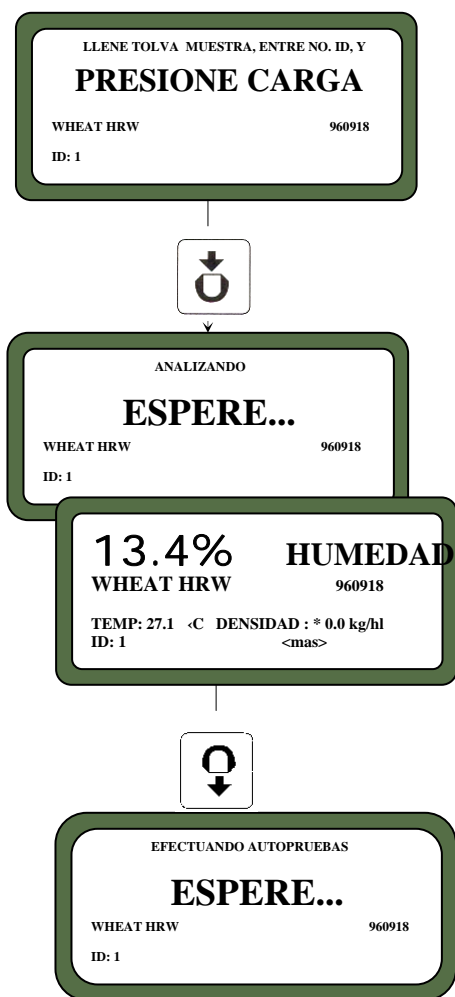 LLENE TOLVA MUESTRA, ENTRE NO. ID, Y
PRESIONE CARGA
WHEAT HRW 960918
ID: 1
ANALIZANDO
ESPERE...
WHEAT HRW 960918
ID: 1
13.4% HUMEDAD
WHEAT HRW 960918
TEMP: 27.1 ‹C DENSIDAD : * 0.0 kg/hl
ID: 1 <mas>
EFECTUANDO AUTOPRUEBAS
ESPERE...
WHEAT HRW 960918
ID: 1